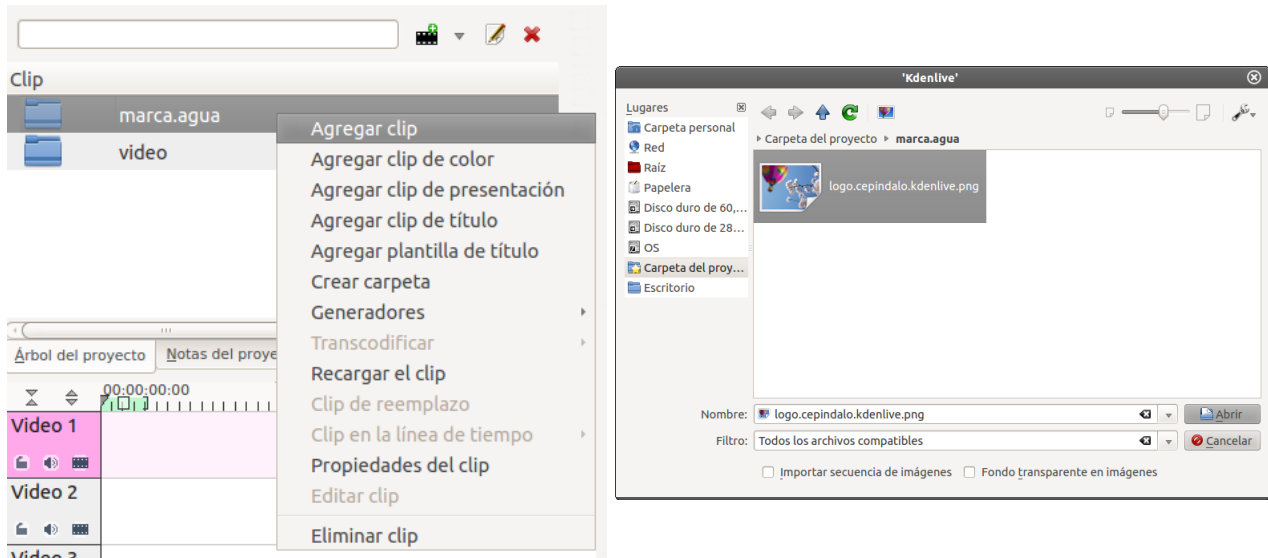 Clip
marca.agua
video
Agregar clip
Agregar clip de color
Agregar clip de presentación
Agregar clip de título
Agregar plantilla de título
Crear carpeta
Generadores
Transcodificar
Recargar el clip
Clip de reemplazo
Clip en la línea de tiempo
Propiedades del clip
Editar clip
Eliminar clip
Árbol del proyecto
Notas del proye
00:00:00:00
Video 1
Video 2
Video 3
'Kdenlive'
Lugares
Carpeta personal
Red
Raíz
Papelera
Disco duro de 60,...
Disco duro de 28...
OS
Carpeta del proy...
Escritorio
Carpeta del proyecto marca.agua
logo.cepindalo.kdenlive.png
Nombre: logo.cepindalo.kdenlive.png Abrir
Filtro: Todos los archivos compatibles Cancelar
Importar secuencia de imágenes Fondo transparente en imágenes